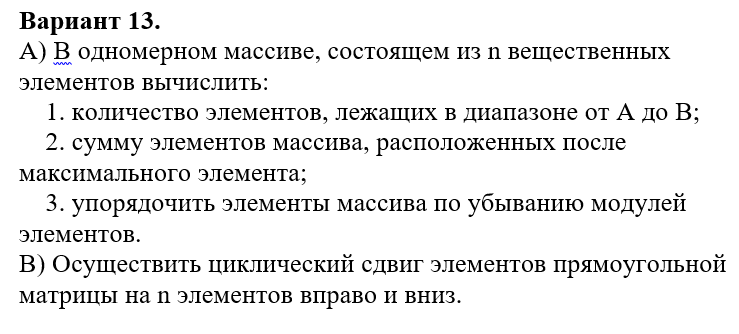 Вариант 13.
А) В одномерном массиве, состоящем из n вещественных
элементов вычислить:
1. количество элементов, лежащих в диапазоне от А до В;
2. сумму элементов массива, расположенных после
максимального элемента;
3. упорядочить элементы массива по убыванию модулей
элементов.
В) Осуществить циклический сдвиг элементов прямоугольной
матрицы на n элементов вправо и вниз.